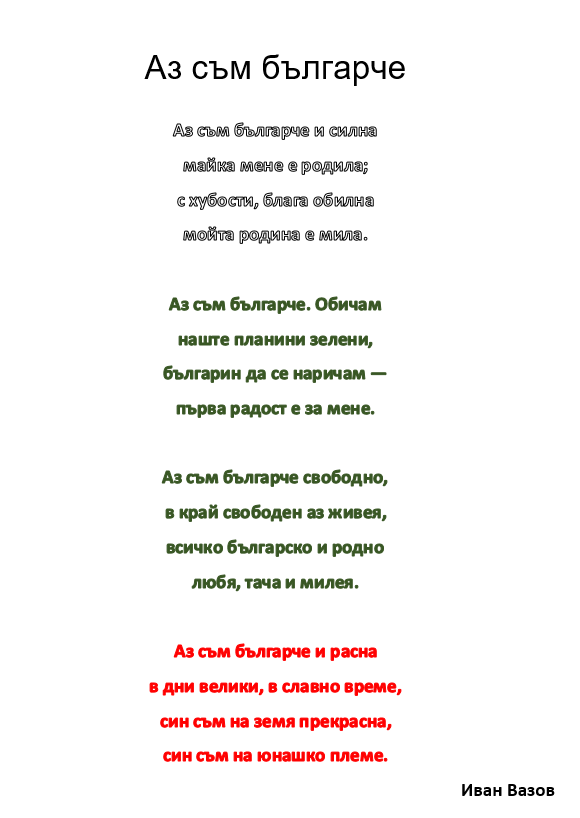 Аз съм българче
Аз съм българче и силна
майка мене е родила;
с хубости, блага обилна
мойта родина е мила.
Аз съм българче. Обичам
наште планини зелени,
българин да се наричам —
първа радост е за мене.
Аз съм българче свободно,
в край свободен аз живея,
всичко българско и родно
любя, тача и милея.
Аз съм българче и расна
в дни велики, в славно време,
син съм на земя прекрасна,
син съм на юнашко племе.
Иван Вазов